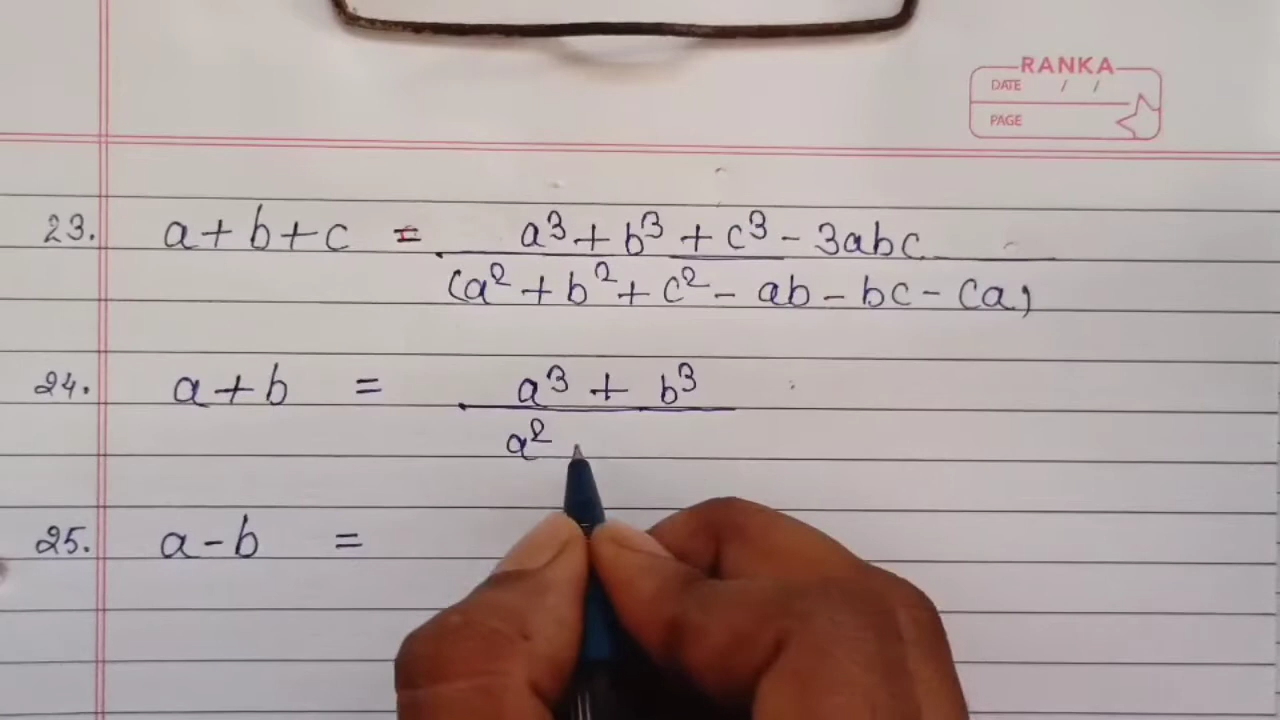 RANKA
DATE / /
PAGE
23. a+b+c = a³+b³+c³-3abc
(a²+b²+c²-ab-bc-ca)
24. a+b = a³ + b³
a²
25. a-b =